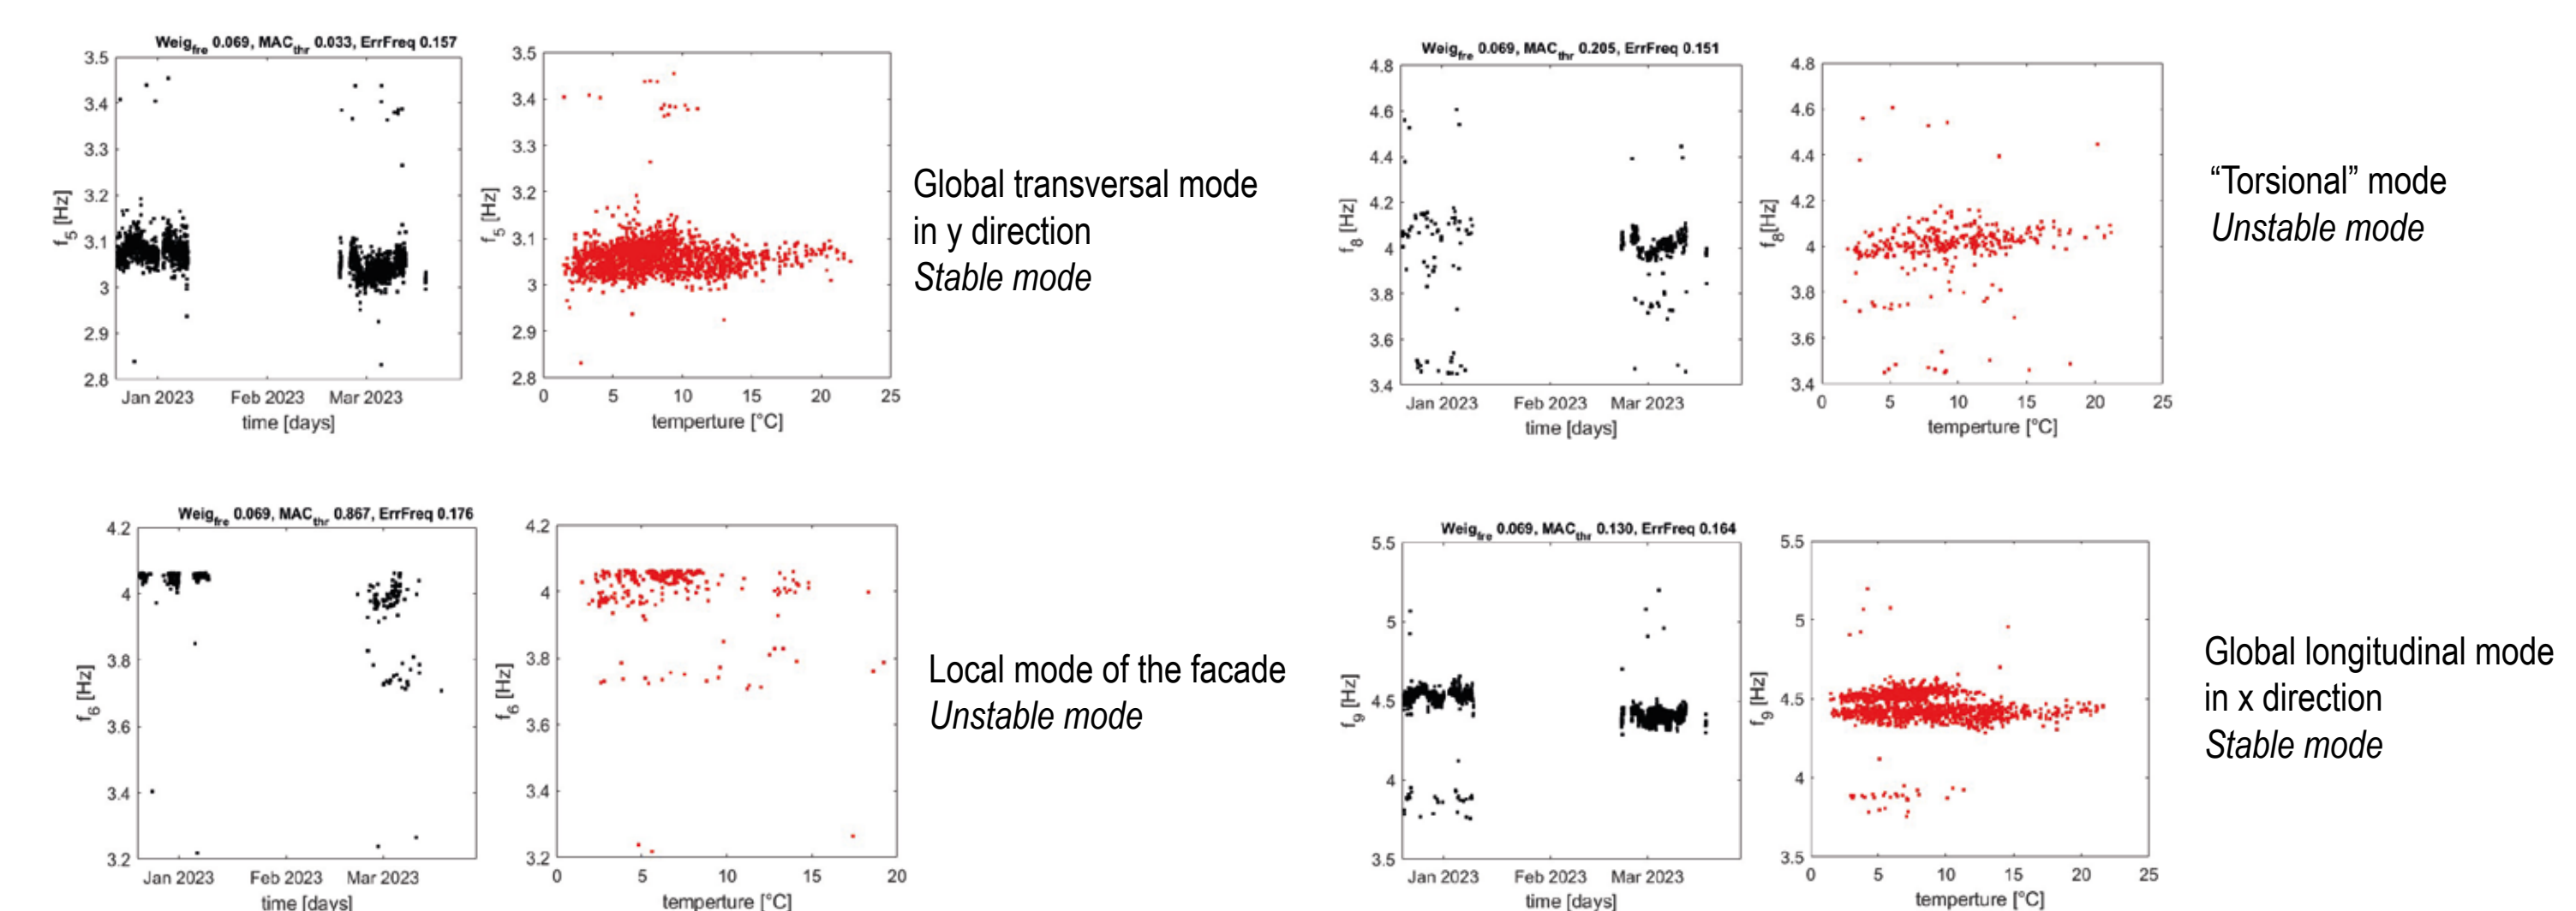 Weig_fre 0.069, MAC_thr 0.033, ErrFreq 0.157
3.5
3.4
3.3
3.2
3.1
3
2.9
2.8
f_5 [Hz]
Jan 2023 Feb 2023 Mar 2023
time [days]
3.5
3.4
3.3
3.2
3.1
3
2.9
2.8
f_5 [Hz]
0 5 10 15 20 25
temperture [°C]
Global transversal mode
in y direction
Stable mode
Weig_fre 0.069, MAC_thr 0.205, ErrFreq 0.151
4.8
4.6
4.4
4.2
4
3.8
3.6
3.4
f_8 [Hz]
Jan 2023 Feb 2023 Mar 2023
time [days]
4.8
4.6
4.4
4.2
4
3.8
3.6
3.4
f_8[Hz]
0 5 10 15 20 25
temperture [°C]
“Torsional” mode
Unstable mode
Weig_fre 0.069, MAC_thr 0.867, ErrFreq 0.176
4.2
4
3.8
3.6
3.4
3.2
f_6 [Hz]
Jan 2023 Feb 2023 Mar 2023
time [days]
4.2
4
3.8
3.6
3.4
3.2
f_6 [Hz]
0 5 10 15 20
temperture [°C]
Local mode of the facade
Unstable mode
Weig_fre 0.069, MAC_thr 0.130, ErrFreq 0.164
5.5
5
4.5
4
3.5
f_9 [Hz]
Jan 2023 Feb 2023 Mar 2023
time [days]
5.5
5
4.5
4
3.5
f_9 [Hz]
0 5 10 15 20 25
temperture [°C]
Global longitudinal mode
in x direction
Stable mode